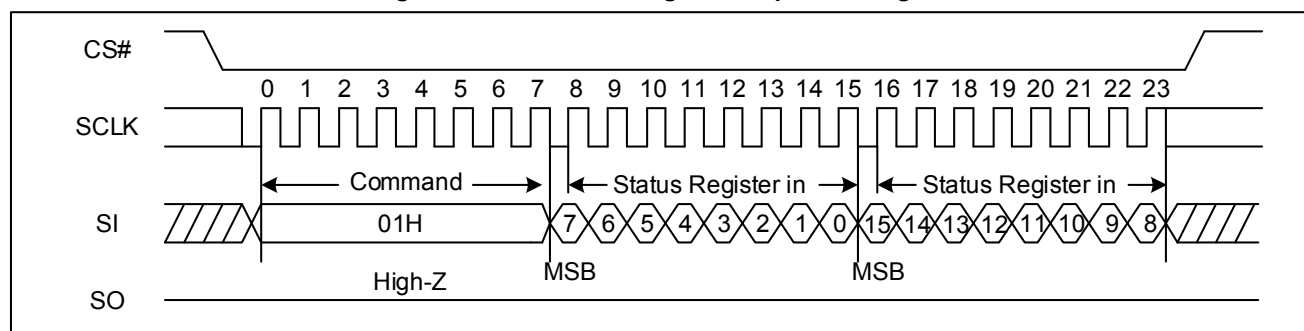 CS#
0 1 2 3 4 5 6 7 8 9 10 11 12 13 14 15 16 17 18 19 20 21 22 23
SCLK
Command Status Register in Status Register in
SI 01H 7 6 5 4 3 2 1 0 15 14 13 12 11 10 9 8
MSB MSB
High-Z
SO